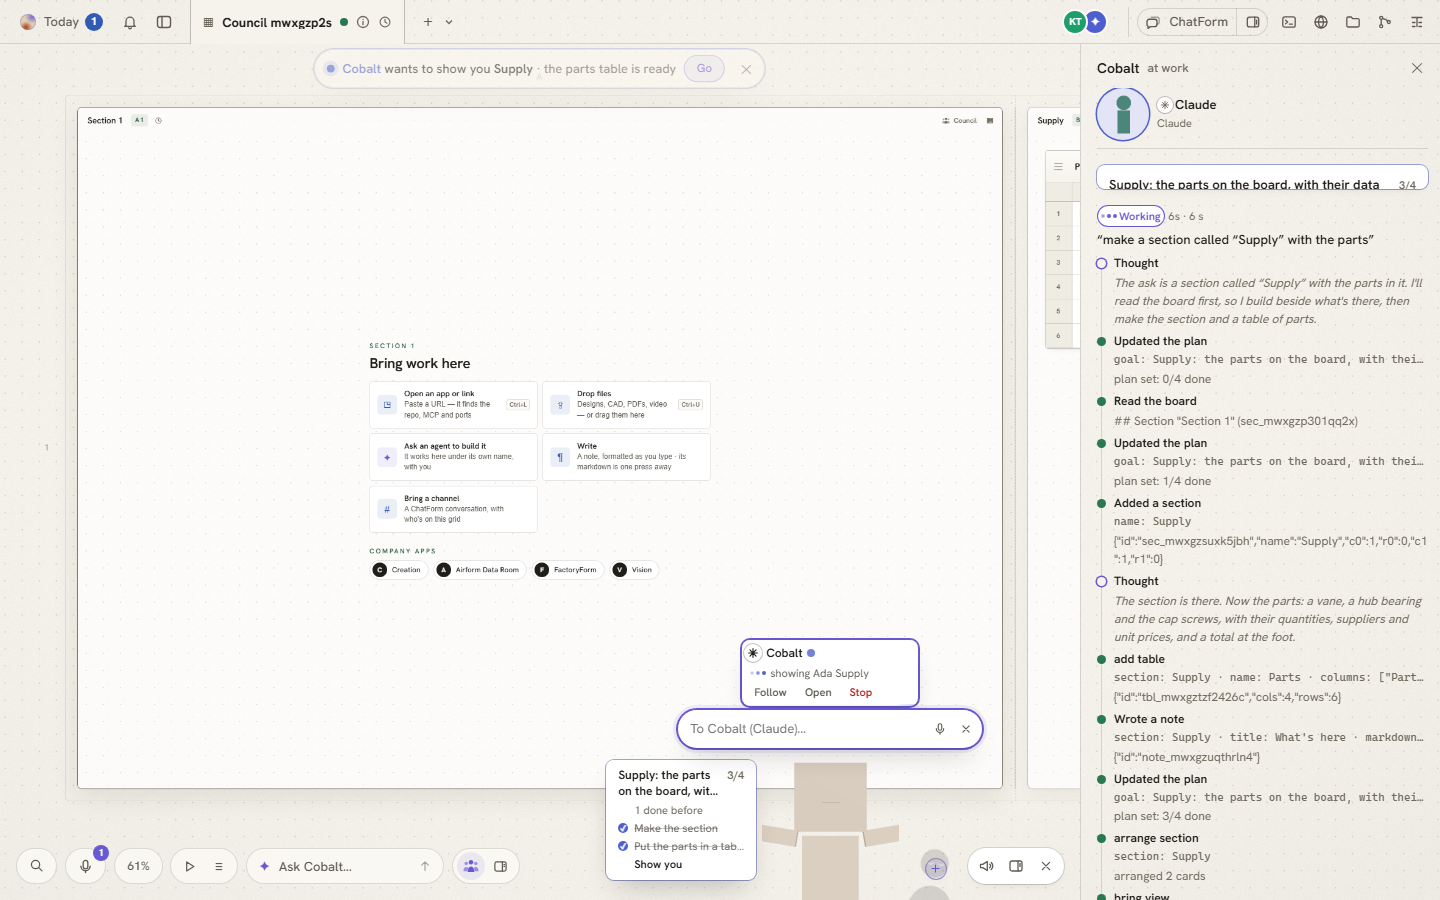 Today 1
Council mwxgzp2s
KT
ChatForm
Cobalt wants to show you Supply · the parts table is ready Go
Section 1 A1
Council
Supply
1
2
3
4
5
6
1
SECTION 1
Bring work here
Open an app or link
Paste a URL — it finds the
repo, MCP and ports
Ctrl+L
Drop files
Designs, CAD, PDFs, video
— or drag them here
Ctrl+U
Ask an agent to build it
It works here under its own name,
with you
Write
A note, formatted as you type · its
markdown is one press away
Bring a channel
A ChatForm conversation, with
who's on this grid
COMPANY APPS
C Creation
A Airform Data Room
F FactoryForm
V Vision
Cobalt
showing Ada Supply
Follow Open Stop
To Cobalt (Claude)...
Supply: the parts 3/4
on the board, wit...
1 done before
Make the section
Put the parts in a tab...
Show you
1
61%
Ask Cobalt...
Cobalt at work
Claude
Claude
Supply: the parts on the board, with their data 3/4
Working 6s · 6 s
“make a section called “Supply” with the parts”
Thought
The ask is a section called “Supply” with the parts in it. I'll
read the board first, so I build beside what's there, then
make the section and a table of parts.
Updated the plan
goal: Supply: the parts on the board, with thei…
plan set: 0/4 done
Read the board
## Section "Section 1" (sec_mwxgzp301qq2x)
Updated the plan
goal: Supply: the parts on the board, with thei…
plan set: 1/4 done
Added a section
name: Supply
{"id":"sec_mwxgzsuxk5jbh","name":"Supply","c0":1,"r0":0,"c1
":1,"r1":0}
Thought
The section is there. Now the parts: a vane, a hub bearing
and the cap screws, with their quantities, suppliers and
unit prices, and a total at the foot.
add table
section: Supply · name: Parts · columns: ["Part…
{"id":"tbl_mwxgztzf2426c","cols":4,"rows":6}
Wrote a note
section: Supply · title: What's here · markdown…
{"id":"note_mwxgzuqthrln4"}
Updated the plan
goal: Supply: the parts on the board, with thei…
plan set: 3/4 done
arrange section
section: Supply
arranged 2 cards
bring view